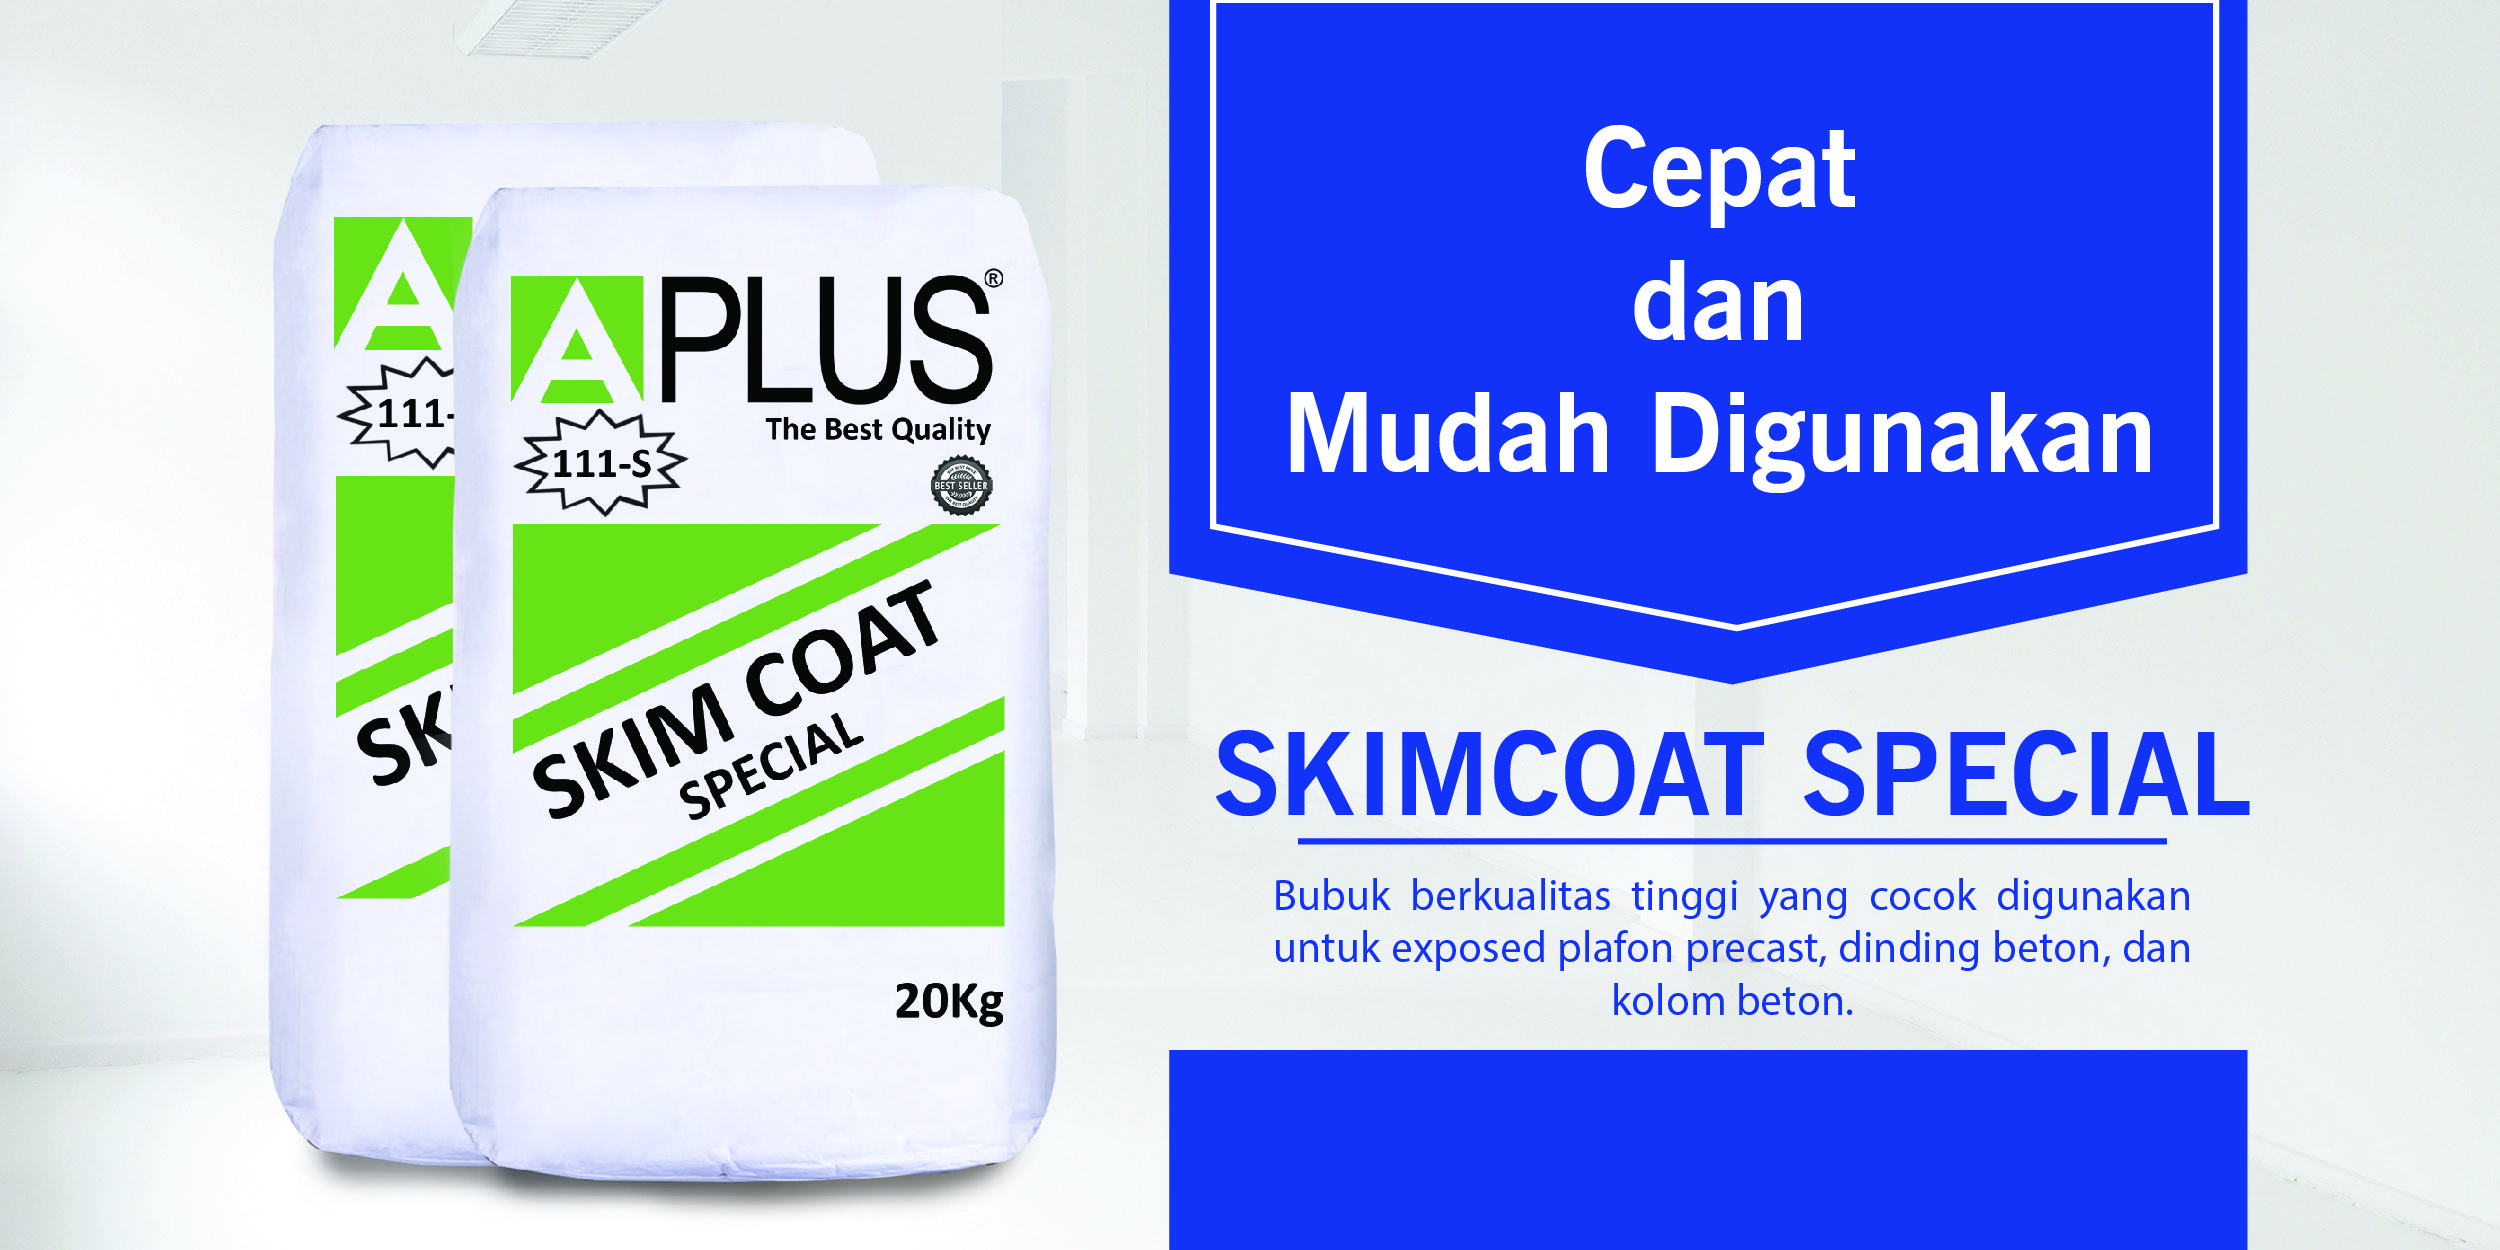 A
111-
SK
APLUS®
The Best Quality
111-S
BEST SELLER
SKIM COAT
SPECIAL
20Kg
Cepat
dan
Mudah Digunakan
SKIMCOAT SPECIAL
Bubuk berkualitas tinggi yang cocok digunakan
untuk exposed plafon precast, dinding beton, dan
kolom beton.